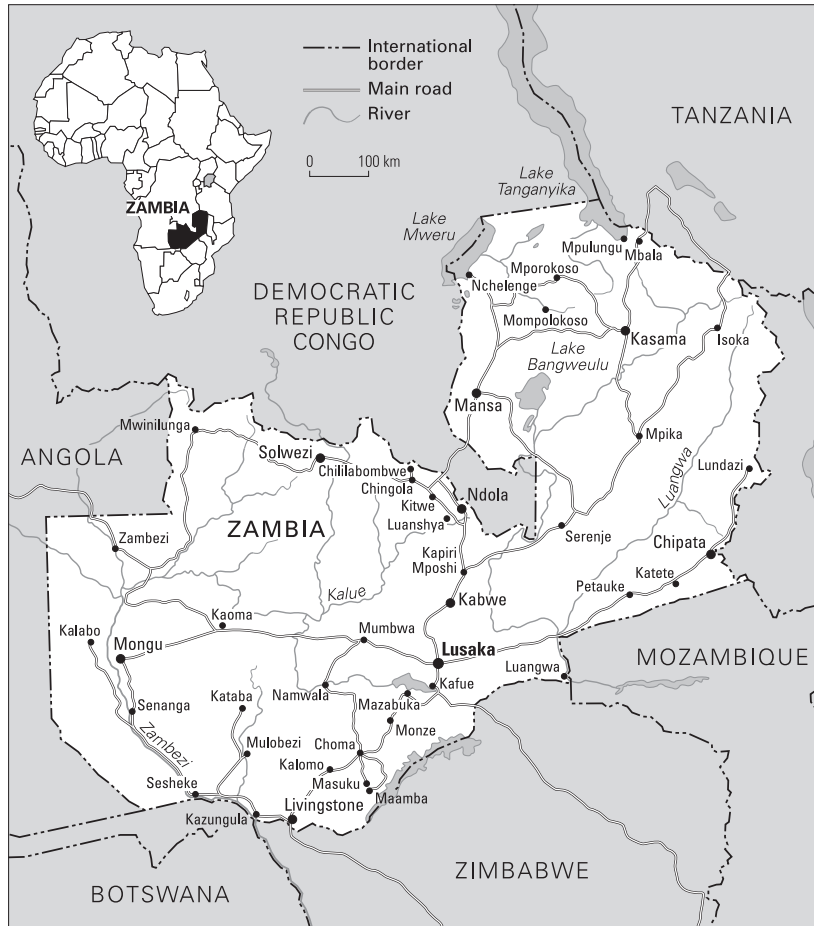 International
border
Main road
River
0 100 km
ZAMBIA
TANZANIA
Lake
Tanganyika
Lake
Mweru
Mpulungu
Mbala
Nchelenge
Mporokoso
Mompolokoso
DEMOCRATIC
REPUBLIC
CONGO
Kasama
Isoka
Lake
Bangweulu
Mansa
Mwinilunga
Solwezi
Mpika
ANGOLA
Chililabombwe
Chingola
Kitwe
Luanshya
Ndola
Luangwa
Lundazi
ZAMBIA
Zambezi
Serenje
Chipata
Kapiri
Mposhi
Kalue
Kabwe
Petauke
Katete
Kaoma
Kalabo
Mongu
Mumbwa
Lusaka
MOZAMBIQUE
Luangwa
Kafue
Namwala
Mazabuka
Senanga
Kataba
Monze
Zambezi
Mulobezi
Choma
Kalomo
Masuku
Maamba
Sesheke
Livingstone
Kazungula
ZIMBABWE
BOTSWANA